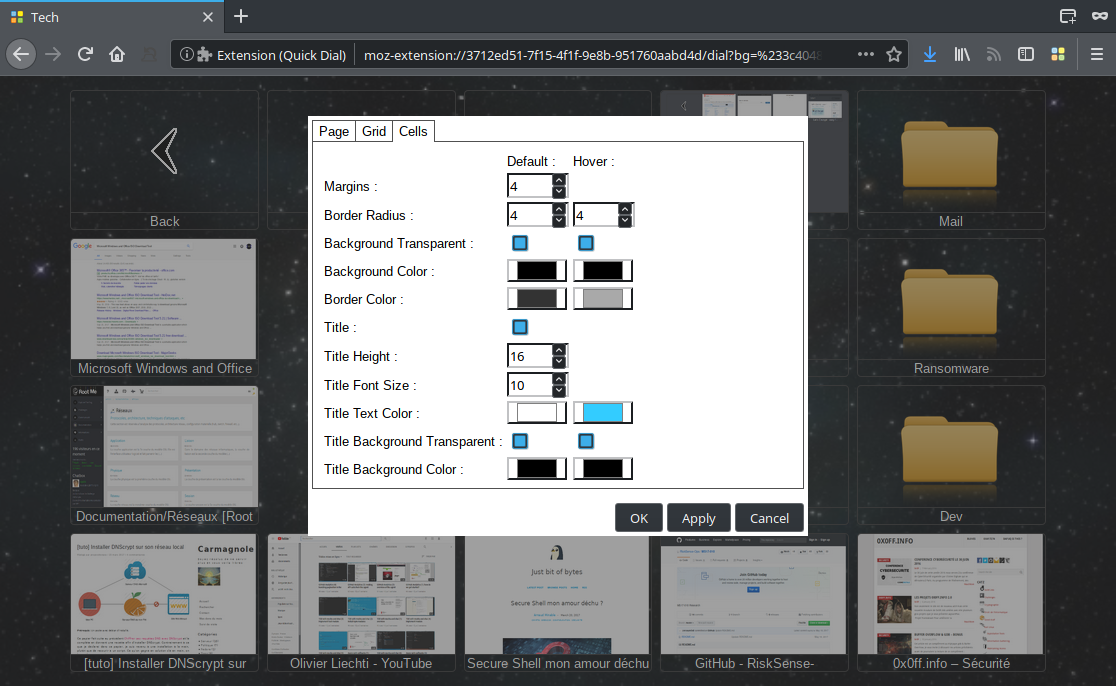 Tech
Extension (Quick Dial)
moz-extension://3712ed51-7f15-4f1f-9e8b-951760aabd4d/dial?bg=%233c4048
Page Grid Cells
Default : Hover :
Margins : 4
Border Radius : 4 4
Background Transparent :
Background Color :
Border Color :
Title :
Title Height : 16
Title Font Size : 10
Title Text Color :
Title Background Transparent :
Title Background Color :
OK Apply Cancel
Back
Mail
Google
Microsoft Windows and Office
Ransomware
Root Me
Réseau
Documentation/Réseaux [Root
Dev
[tuto] Installer DNScrypt sur son réseau local
Carmagnole
[tuto] Installer DNScrypt sur
Olivier Liechti - YouTube
Just bit of bytes
Secure Shell mon amour déchu ?
Secure Shell mon amour déchu
GitHub - RiskSense-
0X0FF.INFO
0x0ff.info – Sécurité